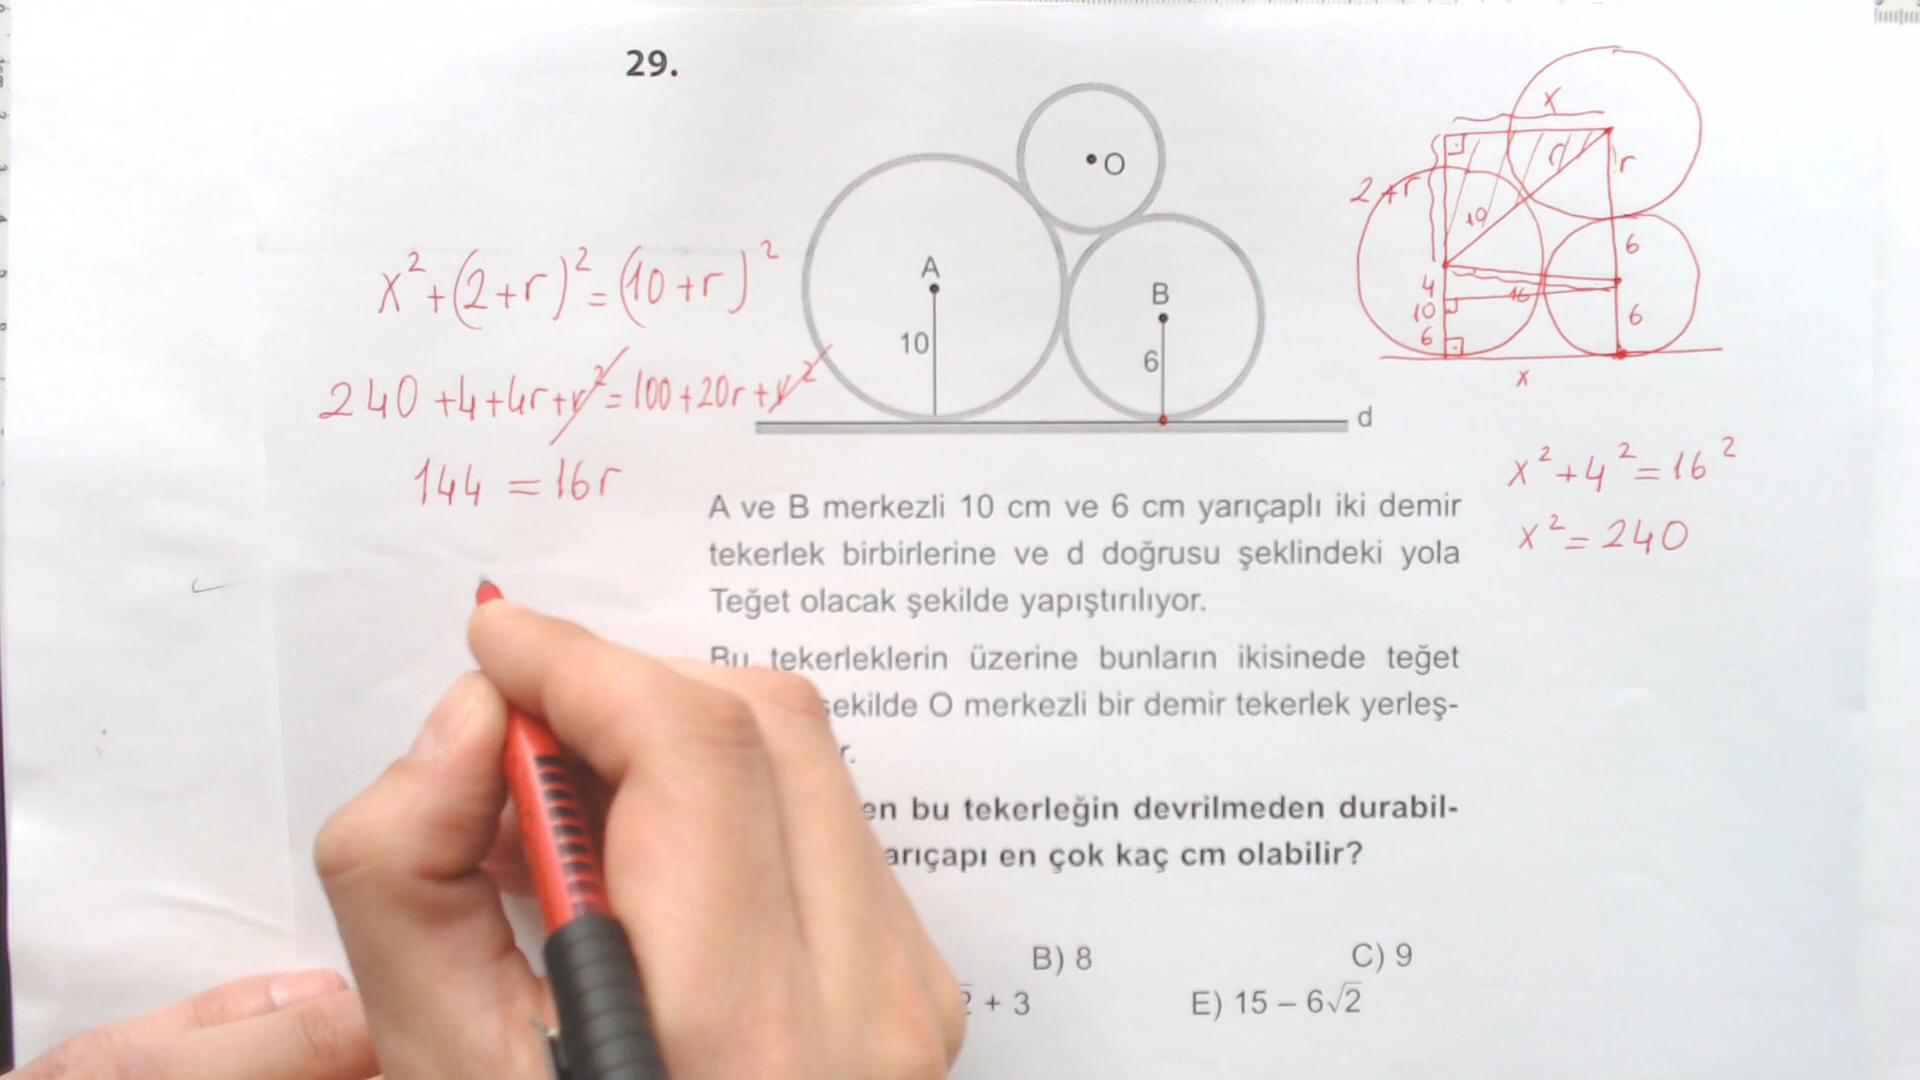 29.
O
A
10
B
6
d
A ve B merkezli 10 cm ve 6 cm yarıçaplı iki demir
tekerlek birbirlerine ve d doğrusu şeklindeki yola
Teğet olacak şekilde yapıştırılıyor.
Bu tekerleklerin üzerine bunların ikisinede teğet
şekilde O merkezli bir demir tekerlek yerleş-
r.
en bu tekerleğin devrilmeden durabil-
arıçapı en çok kaç cm olabilir?
B) 8
C) 9
2 + 3
E) 15 – 6√2
x² + (2+r)² = (10+r)²
240 + 4 + 4r + r² = 100 + 20r + r²
144 = 16r
x
2+r
r
r
10
6
4
16
10
6
6
x
x² + 4² = 16²
x² = 240